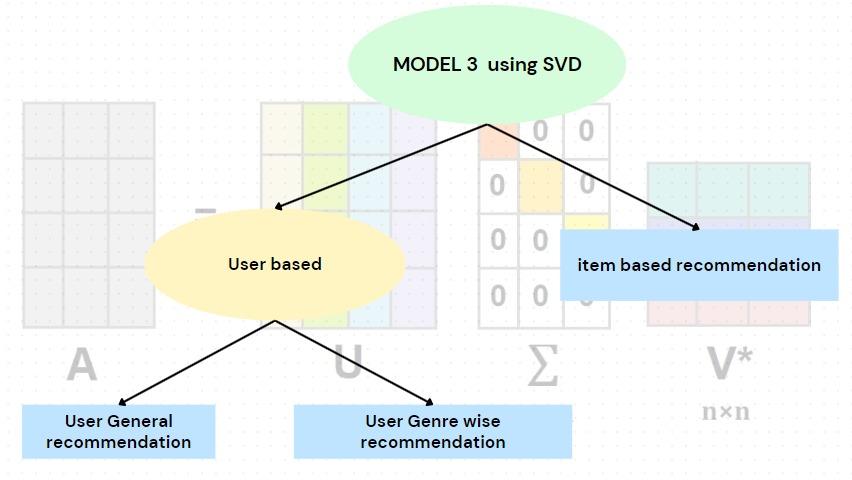 MODEL 3 using SVD
0 0
0 0
=
User based
0 0
item based recommendation
0 0 0
A
U
Σ
V*
n×n
User General
recommendation
User Genre wise
recommendation